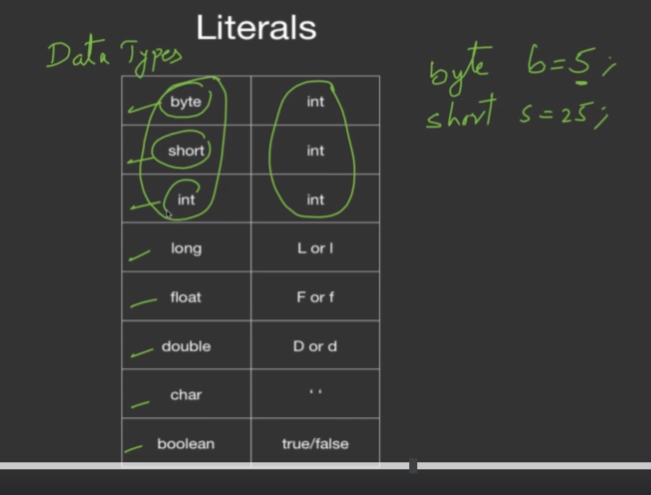 Literals
Data Types
byte b=5;
short s=25;
byte int
short int
int int
long L or l
float F or f
double D or d
char ' '
boolean true/false